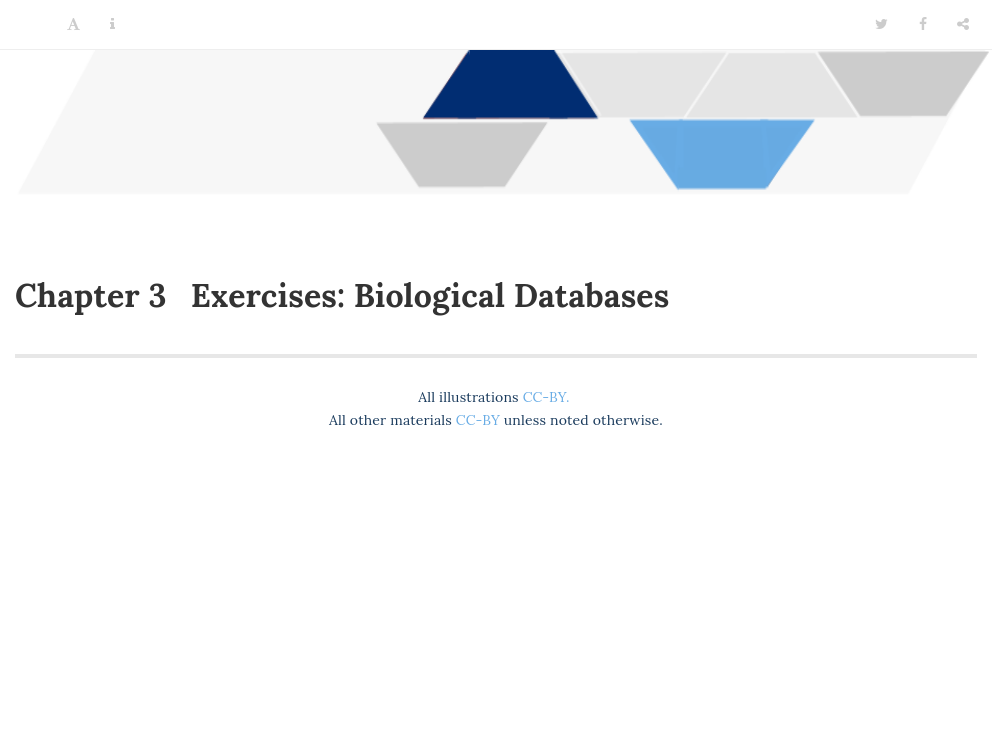 Chapter 3 Exercises: Biological Databases
All illustrations CC-BY.
All other materials CC-BY unless noted otherwise.